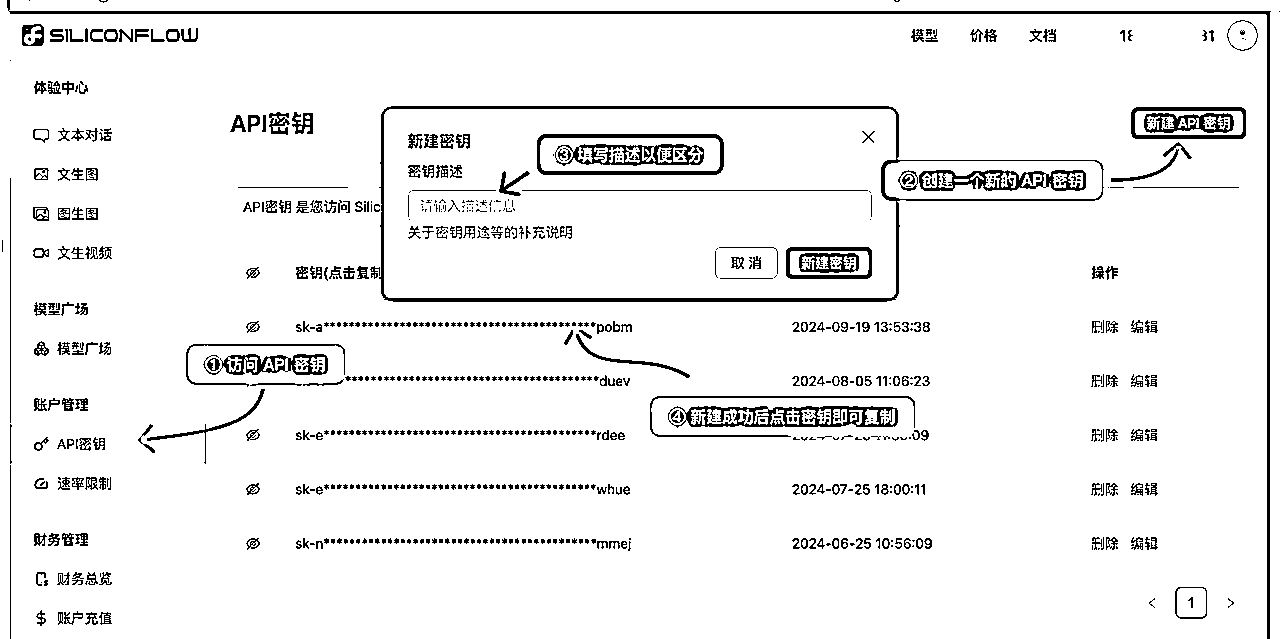 SILICONFLOW
模型 价格 文档 18 31
体验中心
文本对话
文生图
图生图
文生视频
模型广场
模型广场
账户管理
API密钥
速率限制
财务管理
财务总览
账户充值
API密钥
新建 API 密钥
② 创建一个新的 API 密钥
新建密钥
③ 填写描述以便区分
密钥描述
请输入描述信息
关于密钥用途等的补充说明
取消 新建密钥
API密钥 是您访问 Silic
密钥(点击复制 操作
sk-a****************************************pobm 2024-09-19 13:53:38 删除 编辑
① 访问 API 密钥
****************************************duev 2024-08-05 11:06:23 删除 编辑
④ 新建成功后点击密钥即可复制
sk-e****************************************rdee :09 删除 编辑
sk-e****************************************whue 2024-07-25 18:00:11 删除 编辑
sk-n****************************************mmej 2024-06-25 10:56:09 删除 编辑
< 1 >